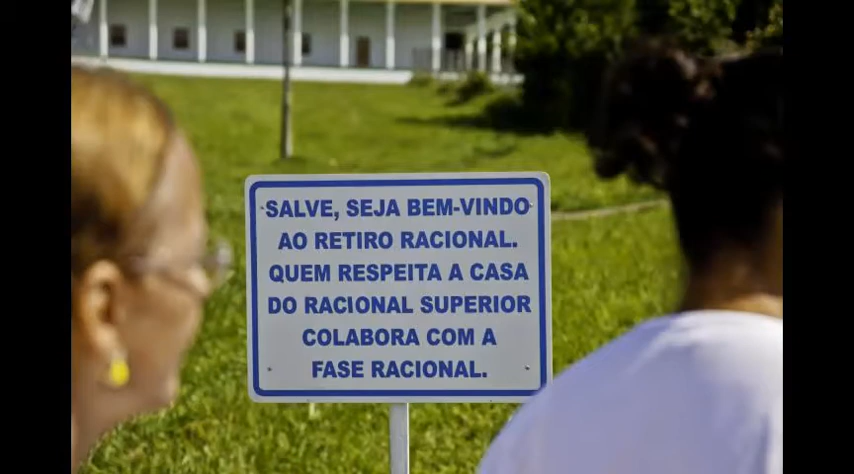 SALVE, SEJA BEM-VINDO
AO RETIRO RACIONAL.
QUEM RESPEITA A CASA
DO RACIONAL SUPERIOR
COLABORA COM A
FASE RACIONAL.